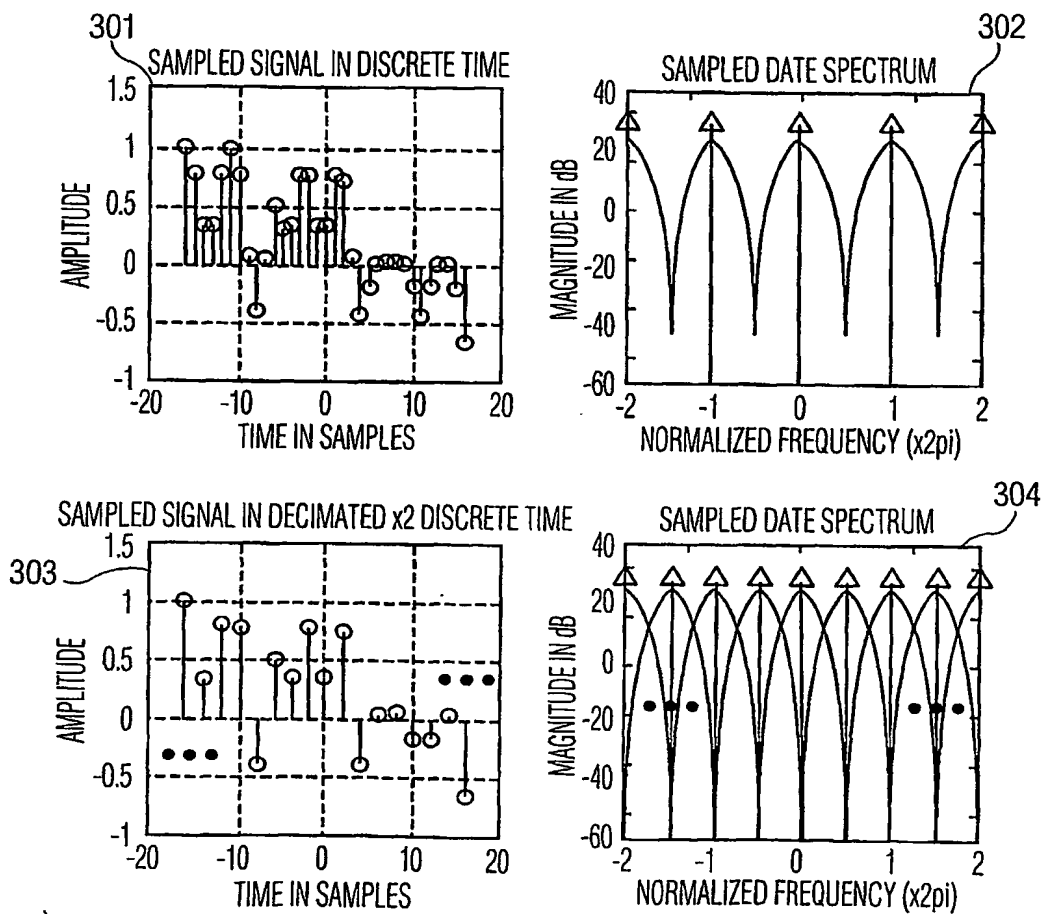 301
SAMPLED SIGNAL IN DISCRETE TIME
1.5
1
0.5
0
-0.5
-1
AMPLITUDE
-20 -10 0 10 20
TIME IN SAMPLES
302
SAMPLED DATE SPECTRUM
40
20
0
-20
-40
-60
MAGNITUDE IN dB
-2 -1 0 1 2
NORMALIZED FREQUENCY (x2pi)
303
SAMPLED SIGNAL IN DECIMATED x2 DISCRETE TIME
1.5
1
0.5
0
-0.5
-1
AMPLITUDE
-20 -10 0 10 20
TIME IN SAMPLES
304
SAMPLED DATE SPECTRUM
40
20
0
-20
-40
-60
MAGNITUDE IN dB
-2 -1 0 1 2
NORMALIZED FREQUENCY (x2pi)